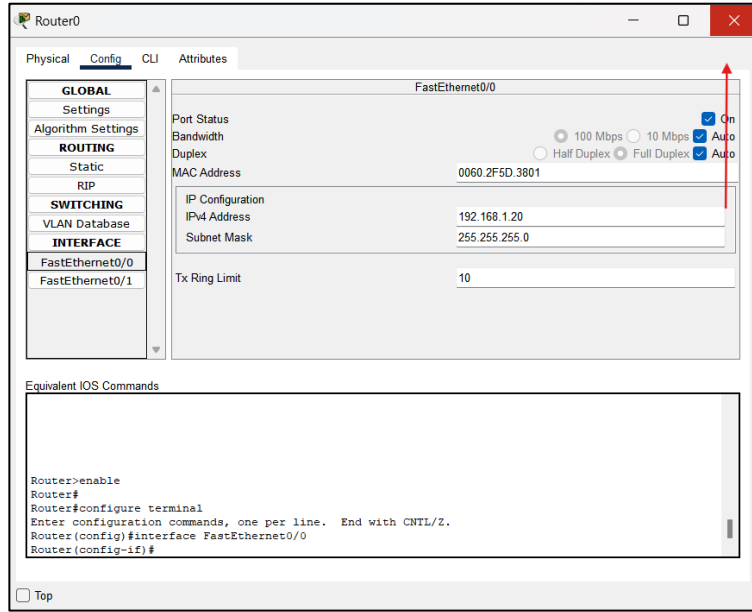 Router0
Physical Config CLI Attributes
GLOBAL
Settings
Algorithm Settings
ROUTING
Static
RIP
SWITCHING
VLAN Database
INTERFACE
FastEthernet0/0
FastEthernet0/1
FastEthernet0/0
Port Status On
Bandwidth 100 Mbps 10 Mbps Auto
Duplex Half Duplex Full Duplex Auto
MAC Address 0060.2F5D.3801
IP Configuration
IPv4 Address 192.168.1.20
Subnet Mask 255.255.255.0
Tx Ring Limit 10
Equivalent IOS Commands
Router>enable
Router#
Router#configure terminal
Enter configuration commands, one per line. End with CNTL/Z.
Router(config)#interface FastEthernet0/0
Router(config-if)#
Top